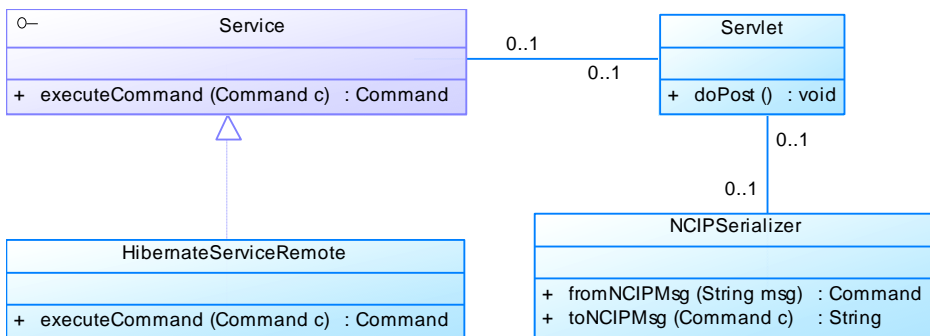 Service
+ executeCommand (Command c) : Command
0..1
0..1
Servlet
+ doPost () : void
0..1
0..1
HibernateServiceRemote
+ executeCommand (Command c) : Command
NCIPSerializer
+ fromNCIPMsg (String msg) : Command
+ toNCIPMsg (Command c) : String